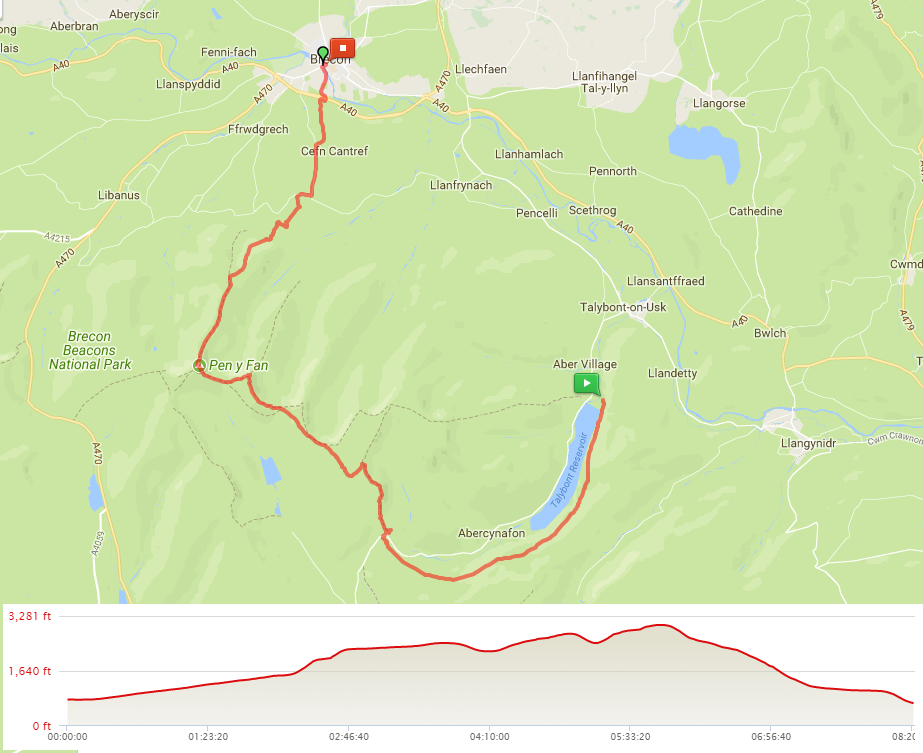 Aberyscir
Aberbran
ong
lais
A40
Fenni-fach
A40
Llanspyddid
A470
Brecon
A40
Llechfaen
A470
A40
A479
Llanfihangel
Tal-y-llyn
Llangorse
Ffrwdgrech
Cefn Cantref
Llanhamlach
Pennorth
Llanfrynach
Libanus
Pencelli
Scethrog
Cathedine
A40
A4215
A470
Cwmd
Llansantffraed
Talybont-on-Usk
A40
Bwlch
A479
Brecon
Beacons
National Park
Pen y Fan
Aber Village
Llandetty
T
Llangynidr
Cwm Crawnon
A470
Talybont Reservoir
Abercynafon
A4059
3,281 ft
1,640 ft
0 ft
00:00:00 01:23:20 02:46:40 04:10:00 05:33:20 06:56:40 08:20